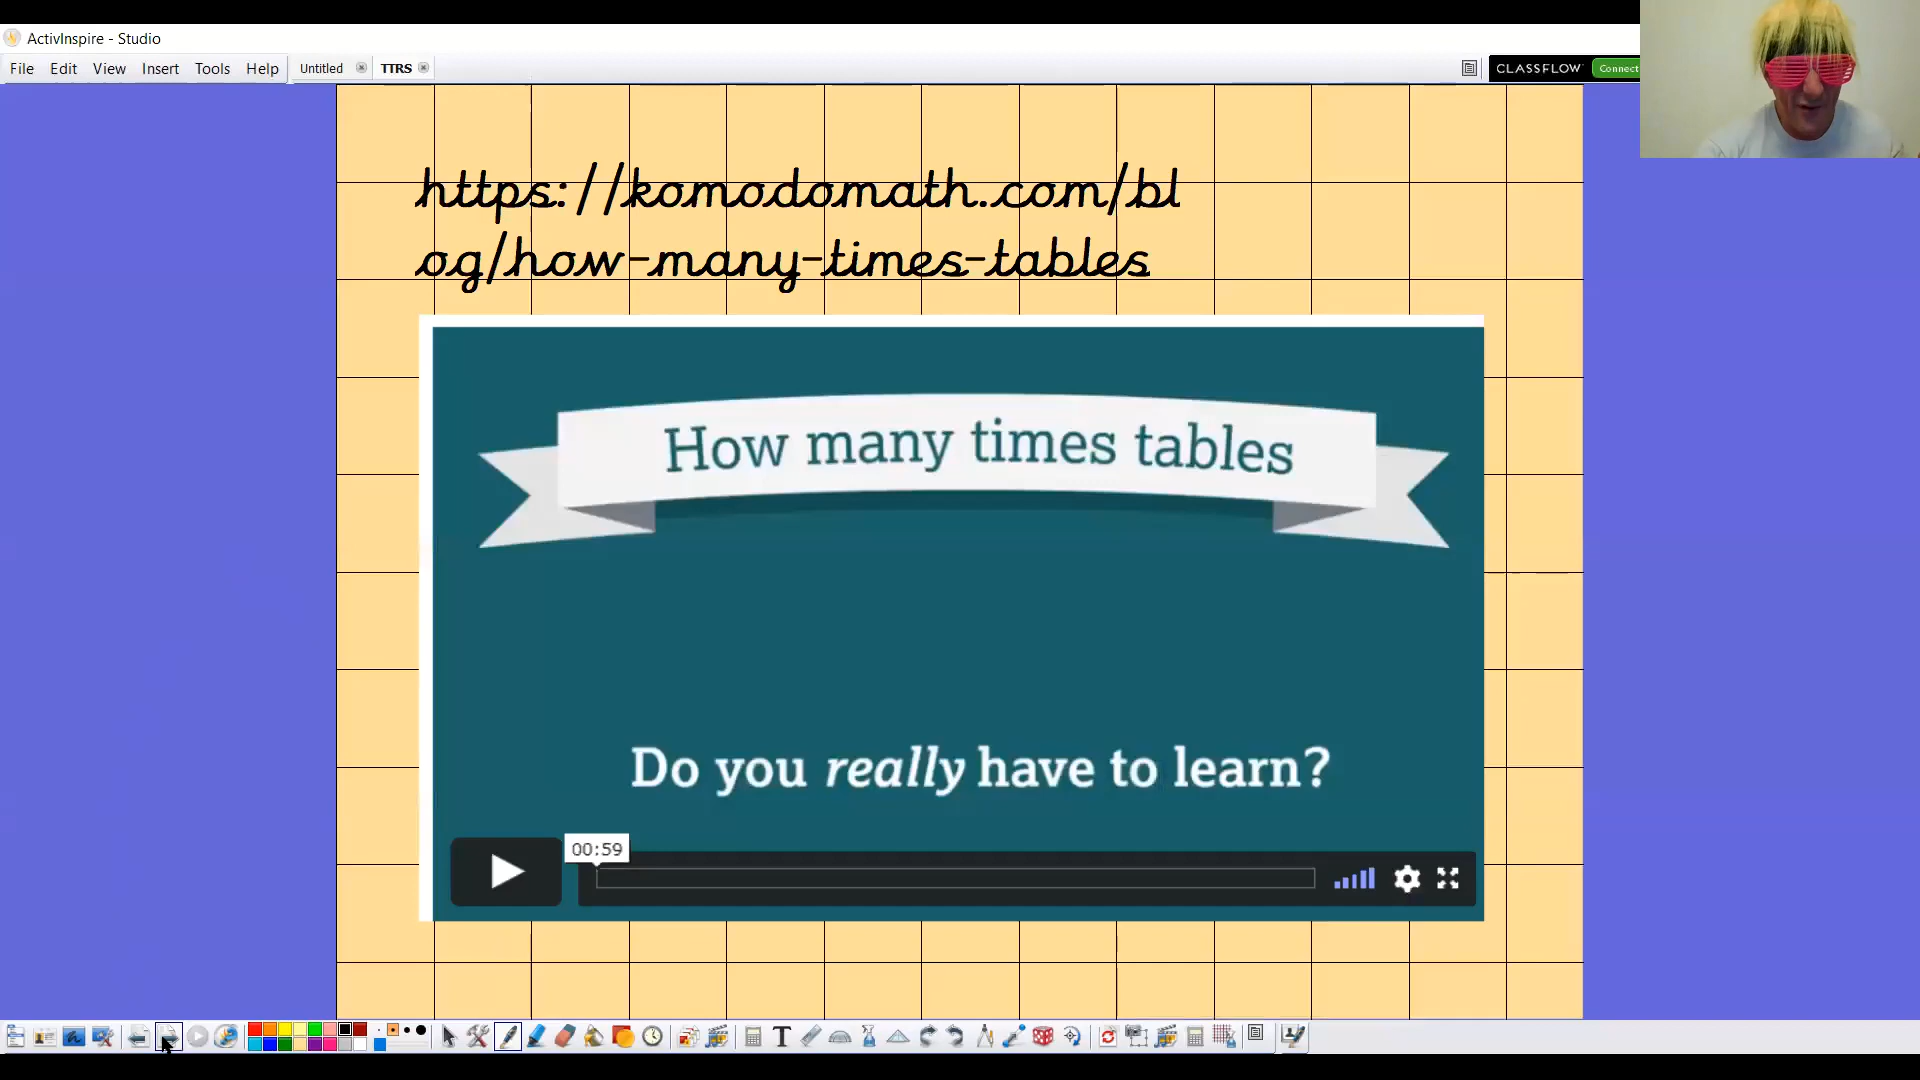 ActivInspire - Studio
File Edit View Insert Tools Help Untitled TTRS
CLASSFLOW Connect
https://komodomath.com/bl
og/how-many-times-tables
How many times tables
Do you really have to learn?
00:59
T